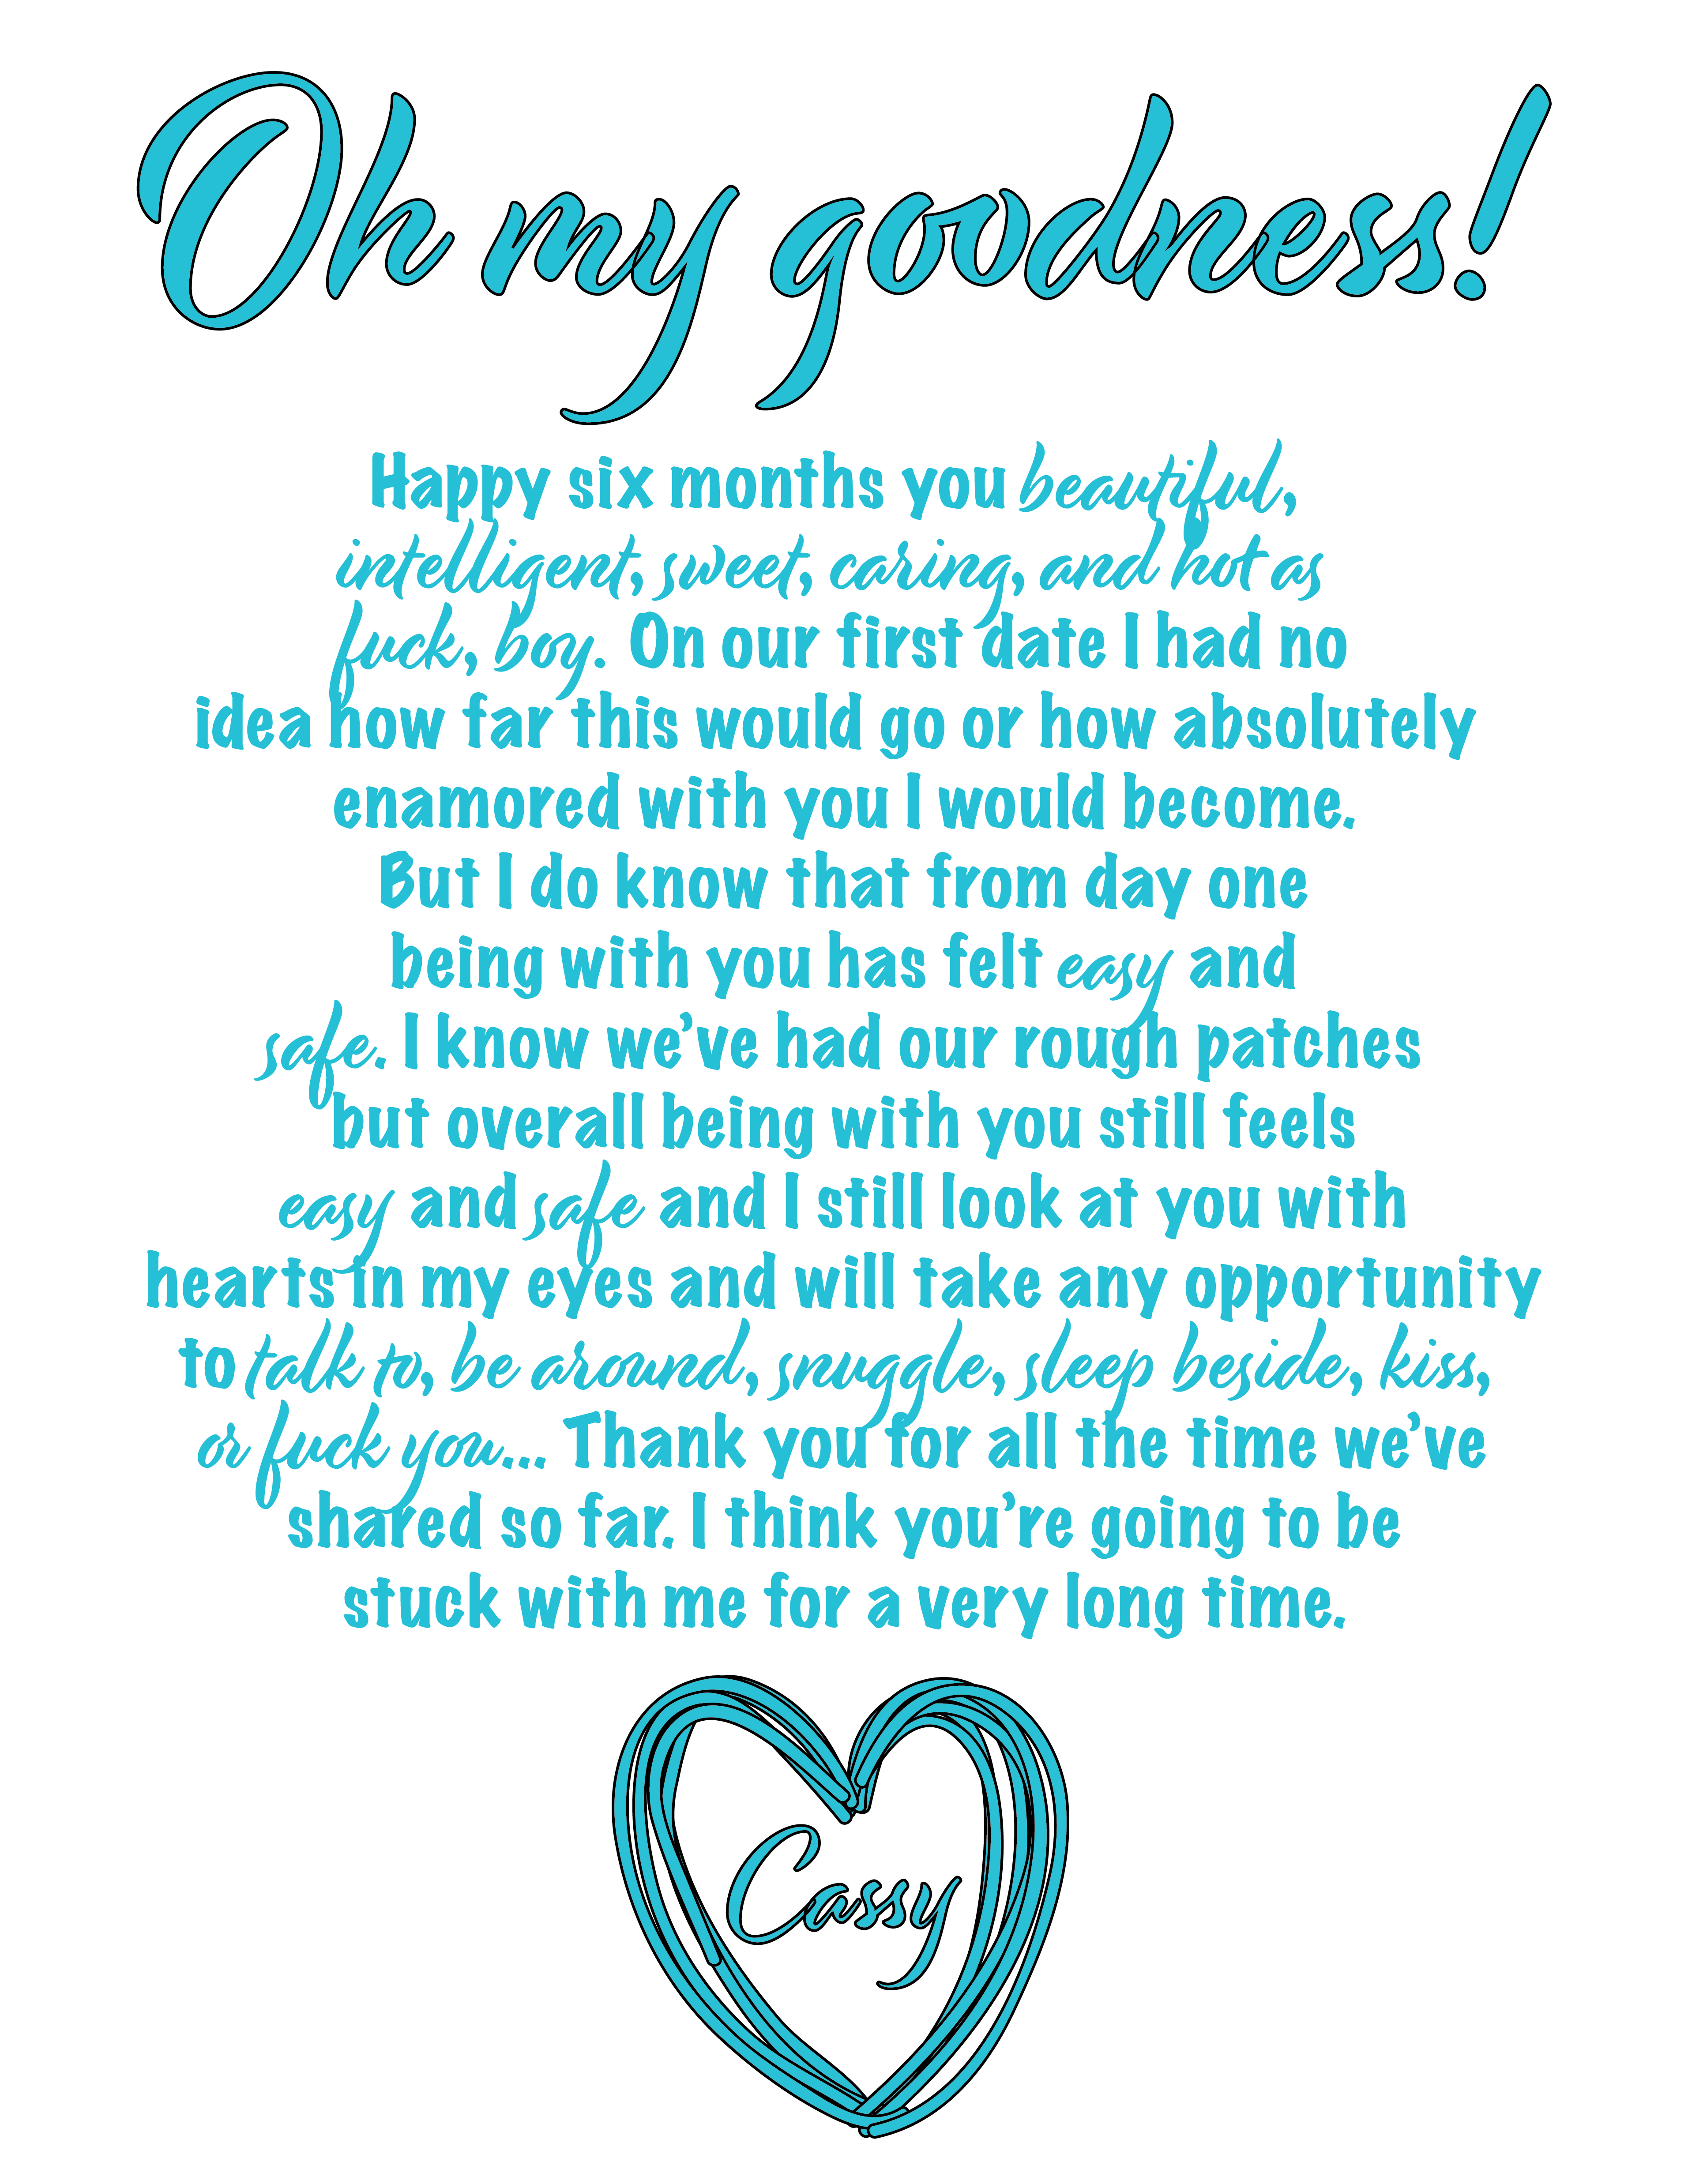 Oh my goodness!
Happy six months you beautiful,
intelligent, sweet, caring, and hot as
fuck, boy. On our first date I had no
idea how far this would go or how absolutely
enamored with you I would become.
But I do know that from day one
being with you has felt easy and
safe. I know we’ve had our rough patches
but overall being with you still feels
easy and safe and I still look at you with
hearts in my eyes and will take any opportunity
to talk to, be around, snuggle, sleep beside, kiss,
or fuck you... Thank you for all the time we’ve
shared so far. I think you’re going to be
stuck with me for a very long time.
Cassy